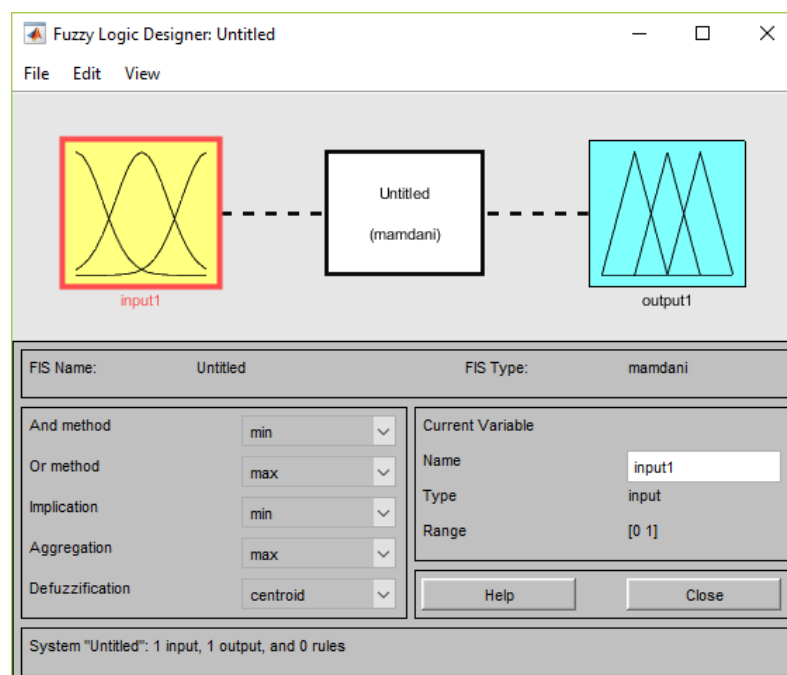 Fuzzy Logic Designer: Untitled
File Edit View
Untitled
(mamdani)
input1
output1
FIS Name: Untitled FIS Type: mamdani
And method min
Or method max
Implication min
Aggregation max
Defuzzification centroid
Current Variable
Name input1
Type input
Range [0 1]
Help Close
System "Untitled": 1 input, 1 output, and 0 rules